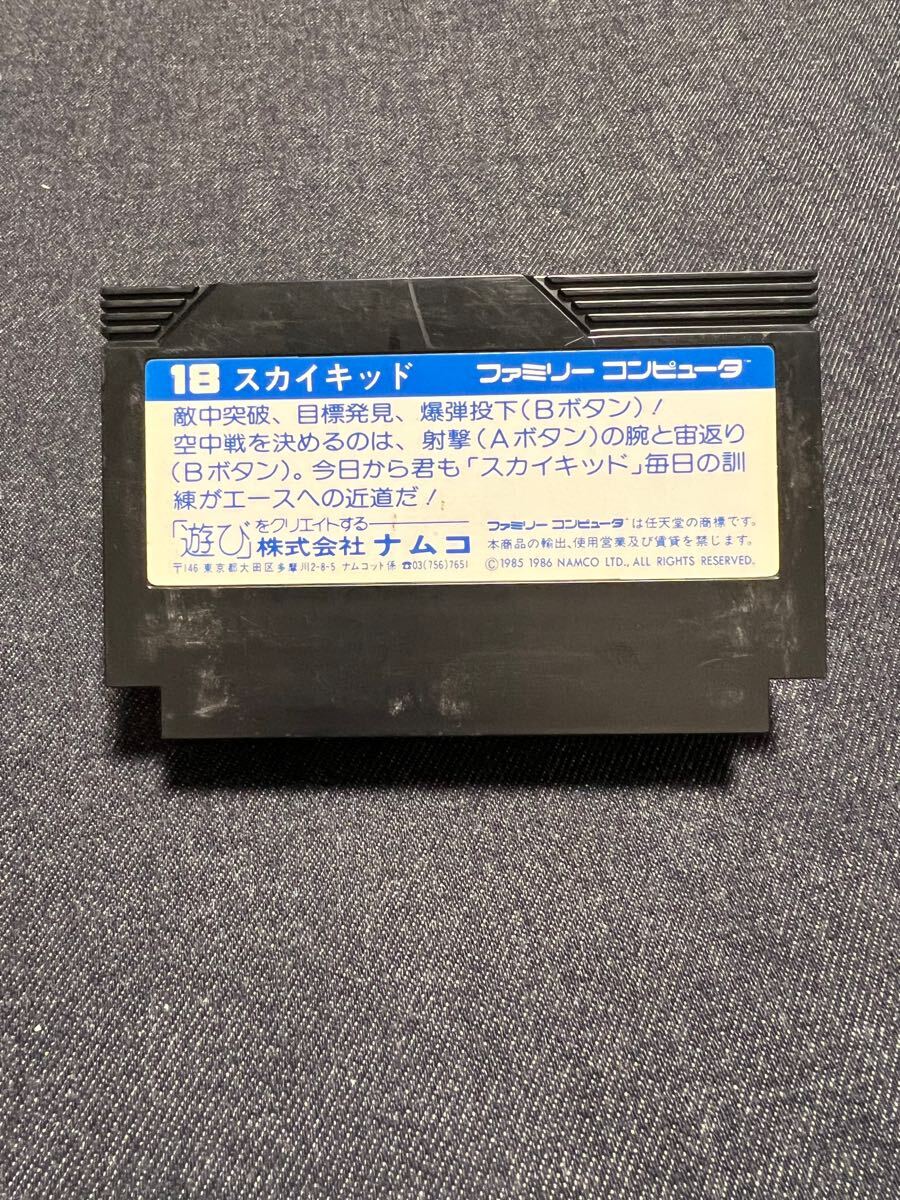 18 スカイキッド ファミリー コンピュータ™
敵中突破、目標発見、爆弾投下(Bボタン)!
空中戦を決めるのは、射撃(Aボタン)の腕と宙返り
(Bボタン)。今日から君も「スカイキッド」毎日の訓
練がエースへの近道だ!
「遊び」をクリエイトする
株式会社 ナムコ
〒146 東京都大田区多摩川2-8-5 ナムコット係 ☎03(756)7651
ファミリー コンピュータ™は任天堂の商標です。
本商品の輸出、使用営業及び賃貸を禁じます。
©1985 1986 NAMCO LTD., ALL RIGHTS RESERVED.